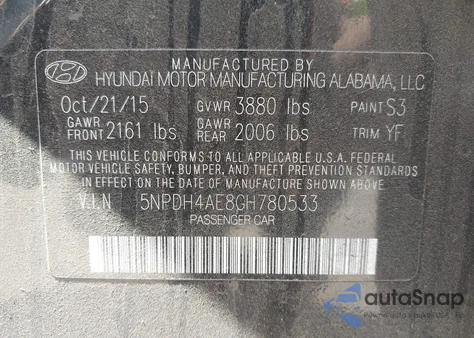 MANUFACTURED BY
HYUNDAI MOTOR MANUFACTURING ALABAMA, LLC
Oct/21/15 GVWR 3880 lbs PAINT S3
GAWR FRONT 2161 lbs GAWR REAR 2006 lbs TRIM YF
THIS VEHICLE CONFORMS TO ALL APPLICABLE U.S.A. FEDERAL
MOTOR VEHICLE SAFETY, BUMPER, AND THEFT PREVENTION STANDARDS
IN EFFECT ON THE DATE OF MANUFACTURE SHOWN ABOVE.
V.I.N 5NPDH4AE8GH780533
PASSENGER CAR
autoSnap